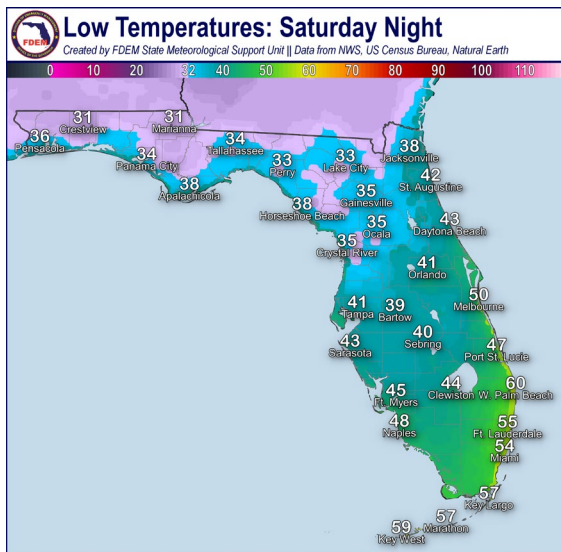 Low Temperatures: Saturday Night
Created by FDEM State Meteorological Support Unit || Data from NWS, US Census Bureau, Natural Earth
FDEM
0 10 20 32 40 50 60 70 80 90 100 110
31
Crestview
31
Marianna
36
Pensacola
34
Panama City
34
Tallahassee
38
Apalachicola
33
Perry
33
Lake City
38
Jacksonville
42
St. Augustine
35
Gainesville
38
Horseshoe Beach
35
Ocala
43
Daytona Beach
35
Crystal River
41
Orlando
50
Melbourne
41
Tampa
39
Bartow
43
Sarasota
40
Sebring
47
Port St. Lucie
45
Ft. Myers
44
Clewiston
60
W. Palm Beach
48
Naples
55
Ft. Lauderdale
54
Miami
57
Key Largo
57
Marathon
59
Key West